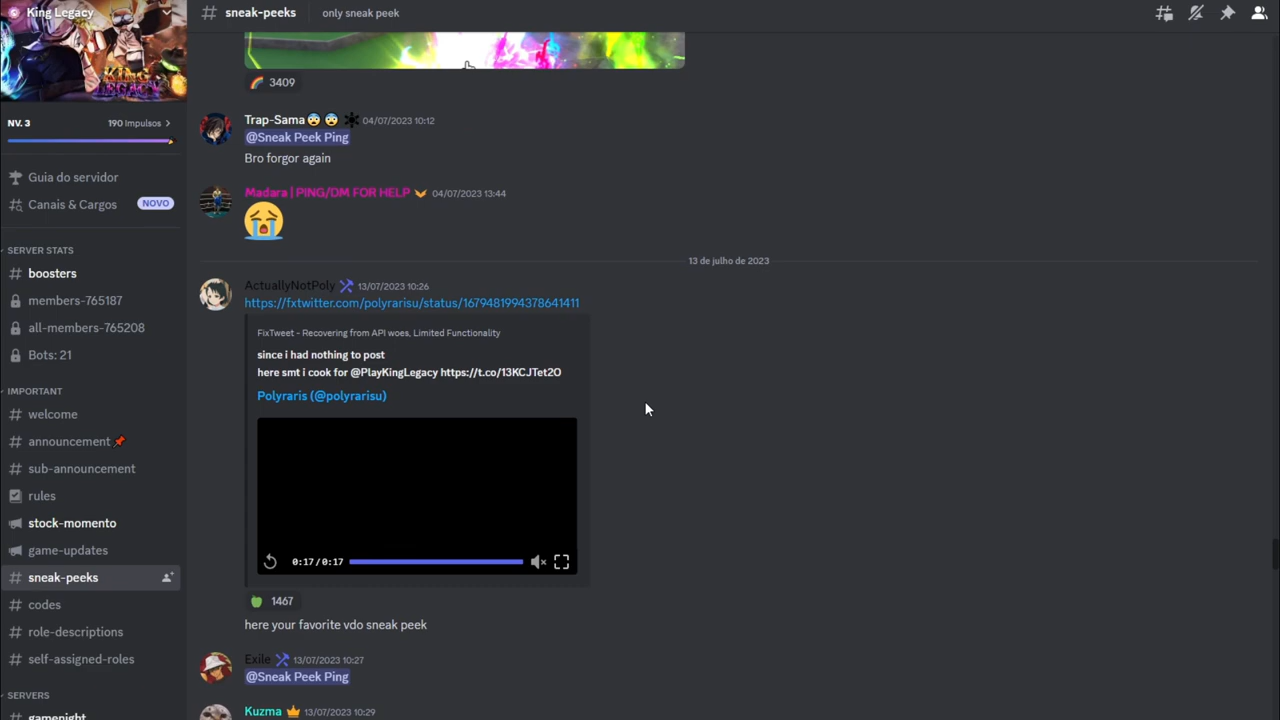 King Legacy
KING LEGACY
NV. 3
190 Impulsos
Guia do servidor
Canais & Cargos
NOVO
SERVER STATS
boosters
members-765187
all-members-765208
Bots: 21
IMPORTANT
welcome
announcement
sub-announcement
rules
stock-momento
game-updates
sneak-peeks
codes
role-descriptions
self-assigned-roles
SERVERS
gamenight
sneak-peeks
only sneak peek
3409
Trap-Sama 04/07/2023 10:12
@Sneak Peek Ping
Bro forgor again
Madara | PING/DM FOR HELP 04/07/2023 13:44
13 de julho de 2023
ActuallyNotPoly 13/07/2023 10:26
https://fxtwitter.com/polyrarisu/status/1679481994378641411
FixTweet - Recovering from API woes, Limited Functionality
since i had nothing to post
here smt i cook for @PlayKingLegacy https://t.co/13KCJTet2O
Polyraris (@polyrarisu)
0:17/0:17
1467
here your favorite vdo sneak peek
Exile 13/07/2023 10:27
@Sneak Peek Ping
Kuzma 13/07/2023 10:29